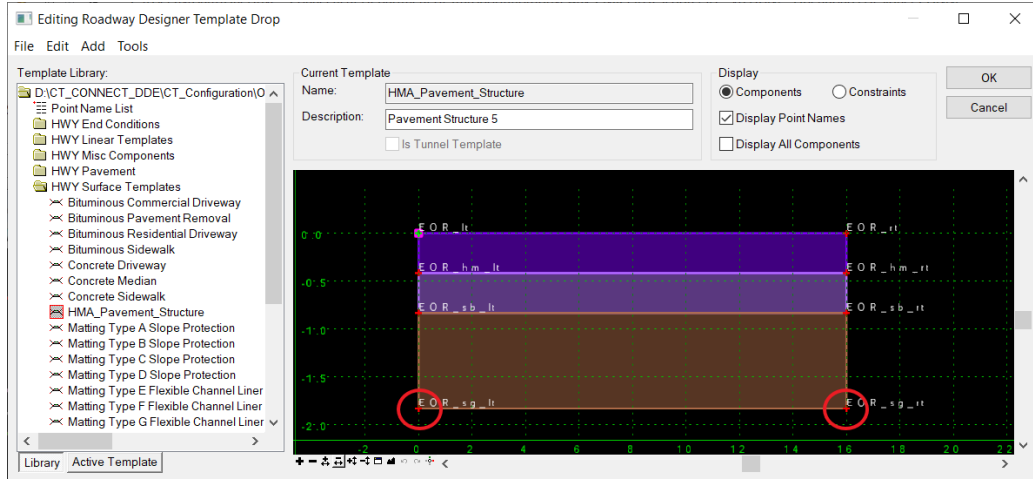 Editing Roadway Designer Template Drop
File Edit Add Tools
Template Library:
D:\CT_CONNECT_DDE\CT_Configuration\O
Point Name List
HWY End Conditions
HWY Linear Templates
HWY Misc Components
HWY Pavement
HWY Surface Templates
Bituminous Commercial Driveway
Bituminous Pavement Removal
Bituminous Residential Driveway
Bituminous Sidewalk
Concrete Driveway
Concrete Median
Concrete Sidewalk
HMA_Pavement_Structure
Matting Type A Slope Protection
Matting Type B Slope Protection
Matting Type C Slope Protection
Matting Type D Slope Protection
Matting Type E Flexible Channel Liner
Matting Type F Flexible Channel Liner
Matting Type G Flexible Channel Liner
Library Active Template
Current Template
Name: HMA_Pavement_Structure
Description: Pavement Structure 5
Is Tunnel Template
Display
Components Constraints
Display Point Names
Display All Components
OK
Cancel
EOR_lt EOR_rt
0.0
EOR_hm_lt EOR_hm_rt
-0.5
EOR_sb_lt EOR_sb_rt
-1.0
-1.5
EOR_sg_lt EOR_sg_rt
-2.0
-2 0 2 4 6 8 10 12 14 16 18 20 22